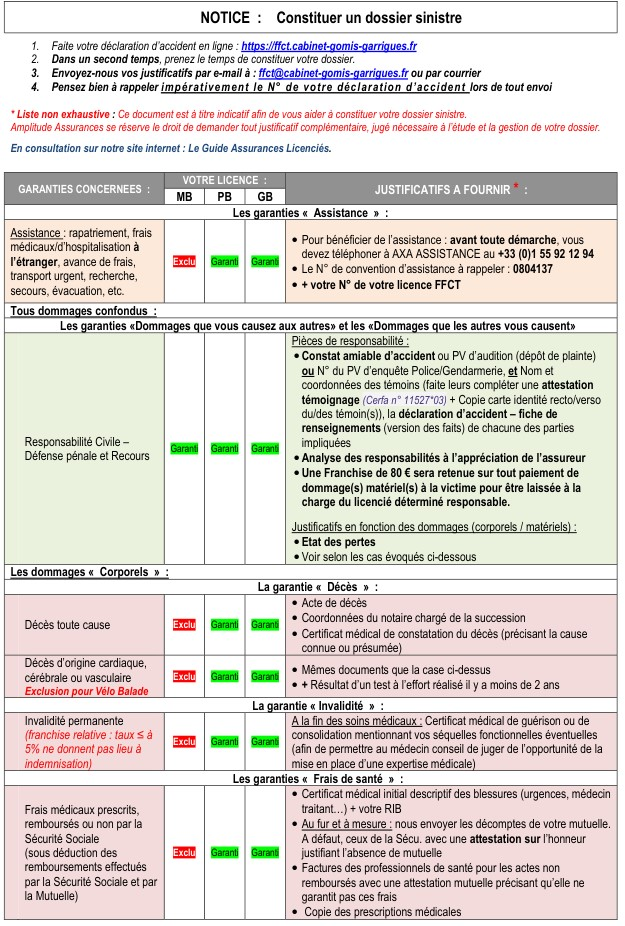 NOTICE : Constituer un dossier sinistre
1. Faite votre déclaration d'accident en ligne : https://ffct.cabinet-gomis-garrigues.fr
2. Dans un second temps, prenez le temps de constituer votre dossier.
3. Envoyez-nous vos justificatifs par e-mail à : ffct@cabinet-gomis-garrigues.fr ou par courrier
4. Pensez bien à rappeler impérativement le N° de votre déclaration d'accident lors de tout envoi
* Liste non exhaustive : Ce document est à titre indicatif afin de vous aider à constituer votre dossier sinistre.
Amplitude Assurances se réserve le droit de demander tout justificatif complémentaire, jugé nécessaire à l'étude et la gestion de votre dossier.
En consultation sur notre site internet : Le Guide Assurances Licenciés.
GARANTIES CONCERNEES :
VOTRE LICENCE :
MB PB GB
JUSTIFICATIFS A FOURNIR * :
Les garanties « Assistance » :
Assistance : rapatriement, frais
médicaux/d'hospitalisation à
l'étranger, avance de frais,
transport urgent, recherche,
secours, évacuation, etc.
Exclu Garanti Garanti
• Pour bénéficier de l'assistance : avant toute démarche, vous
devez téléphoner à AXA ASSISTANCE au +33 (0)1 55 92 12 94
• Le N° de convention d'assistance à rappeler : 0804137
• + votre N° de votre licence FFCT
Tous dommages confondus :
Les garanties «Dommages que vous causez aux autres» et les «Dommages que les autres vous causent»
Responsabilité Civile –
Défense pénale et Recours
Garanti Garanti Garanti
Pièces de responsabilité :
• Constat amiable d'accident ou PV d'audition (dépôt de plainte)
ou N° du PV d'enquête Police/Gendarmerie, et Nom et
coordonnées des témoins (faite leurs compléter une attestation
témoignage (Cerfa n° 11527*03) + Copie carte identité recto/verso
du/des témoin(s)), la déclaration d'accident – fiche de
renseignements (version des faits) de chacune des parties
impliquées
• Analyse des responsabilités à l'appréciation de l'assureur
• Une Franchise de 80 € sera retenue sur tout paiement de
dommage(s) matériel(s) à la victime pour être laissée à la
charge du licencié déterminé responsable.
Justificatifs en fonction des dommages (corporels / matériels) :
• Etat des pertes
• Voir selon les cas évoqués ci-dessous
Les dommages « Corporels » :
La garantie « Décès » :
Décès toute cause
Exclu Garanti Garanti
• Acte de décès
• Coordonnées du notaire chargé de la succession
• Certificat médical de constatation du décès (précisant la cause
connue ou présumée)
Décès d'origine cardiaque,
cérébrale ou vasculaire
Exclusion pour Vélo Balade
Exclu Garanti Garanti
• Mêmes documents que la case ci-dessus
• + Résultat d'un test à l'effort réalisé il y a moins de 2 ans
La garantie « Invalidité » :
Invalidité permanente
(franchise relative : taux ≤ à
5% ne donnent pas lieu à
indemnisation)
Exclu Garanti Garanti
A la fin des soins médicaux : Certificat médical de guérison ou de
consolidation mentionnant vos séquelles fonctionnelles éventuelles
(afin de permettre au médecin conseil de juger de l'opportunité de la
mise en place d'une expertise médicale)
Les garanties « Frais de santé » :
Frais médicaux prescrits,
remboursés ou non par la
Sécurité Sociale
(sous déduction des
remboursements effectués
par la Sécurité Sociale et par
la Mutuelle)
Exclu Garanti Garanti
• Certificat médical initial descriptif des blessures (urgences, médecin
traitant…) + votre RIB
• Au fur et à mesure : nous envoyer les décomptes de votre mutuelle.
A défaut, ceux de la Sécu. avec une attestation sur l'honneur
justifiant l'absence de mutuelle
• Factures des professionnels de santé pour les actes non
remboursés avec une attestation mutuelle précisant qu'elle ne
garantit pas ces frais
• Copie des prescriptions médicales